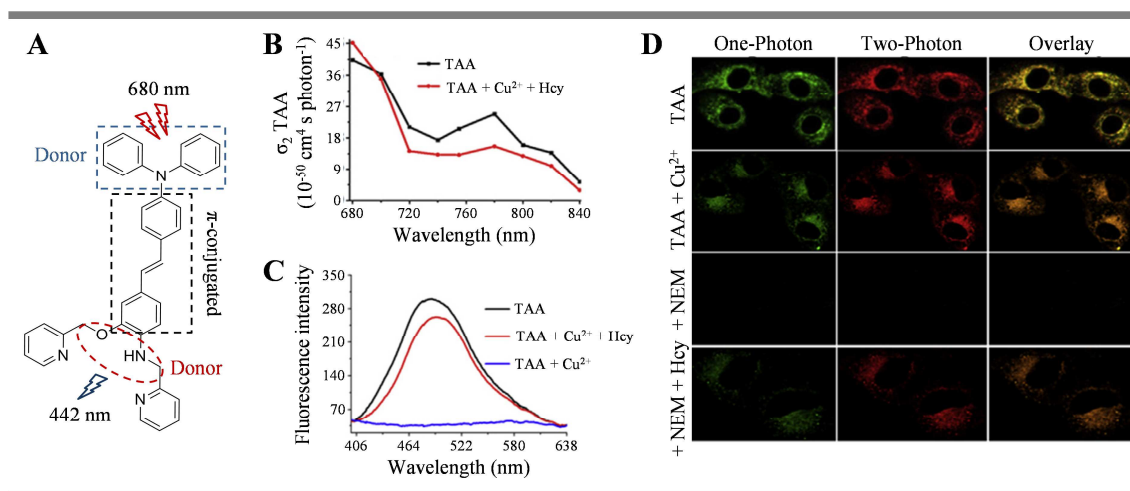 A
680 nm
Donor
N
π-conjugated
O
N
HN
Donor
442 nm
N
B
σ₂ TAA
(10⁻⁵⁰ cm⁴ s photon⁻¹)
45
36
27
18
9
0
TAA
TAA + Cu²⁺ + Hcy
680
720
760
800
840
Wavelength (nm)
C
Fluorescence intensity
350
280
210
140
70
TAA
TAA + Cu²⁺ + Hcy
TAA + Cu²⁺
406
464
522
580
638
Wavelength (nm)
D
One-Photon
Two-Photon
Overlay
TAA
TAA + Cu²⁺
+ NEM
+ NEM + Hcy